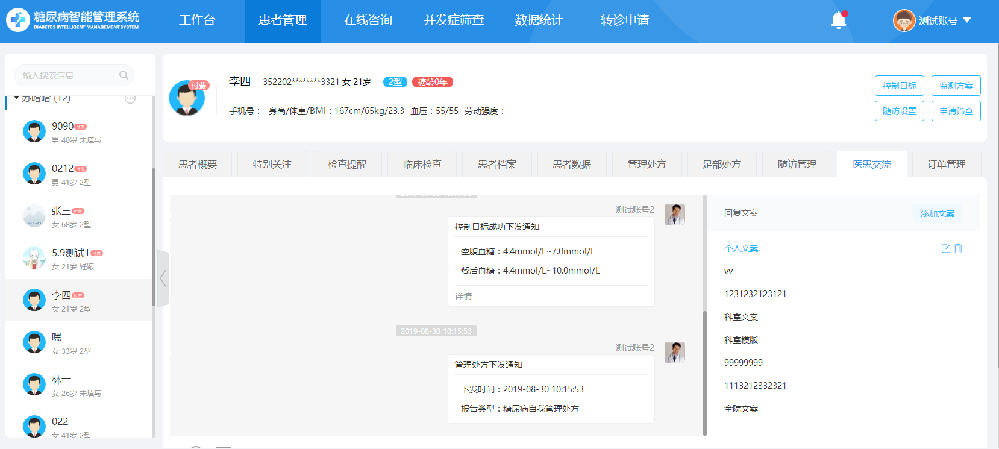 糖尿病智能管理系统
DIABETES INTELLIGENT MANAGEMENT SYSTEM
工作台 患者管理 在线咨询 并发症筛查 数据统计 转诊申请
测试账号
输入搜索信息
苏哈哈 (12)
9090 付费
男 40岁 未填写
0212 付费
男 41岁 2型
张三 付费
女 68岁 2型
5.9测试1 付费
女 21岁 妊娠
李四 付费
女 21岁 2型
嘿
女 33岁 2型
林一
女 26岁 未填写
022
女 41岁 2型
付费
李四 352202********3321 女 21岁 2型 糖龄0年
手机号： 身高/体重/BMI：167cm/65kg/23.3 血压：55/55 劳动强度：-
控制目标 监测方案
随访设置 申请筛查
患者概要 特别关注 检查提醒 临床检查 患者档案 患者数据 管理处方 足部处方 随访管理 医患交流 订单管理
测试账号2
控制目标成功下发通知
空腹血糖：4.4mmol/L~7.0mmol/L
餐后血糖：4.4mmol/L~10.0mmol/L
详情
2019-08-30 10:15:53
测试账号2
管理处方下发通知
下发时间：2019-08-30 10:15:53
报告类型：糖尿病自我管理处方
回复文案 添加文案
个人文案.
vv
1231232123121
科室文案
科室模版
99999999
1113212332321
全院文案